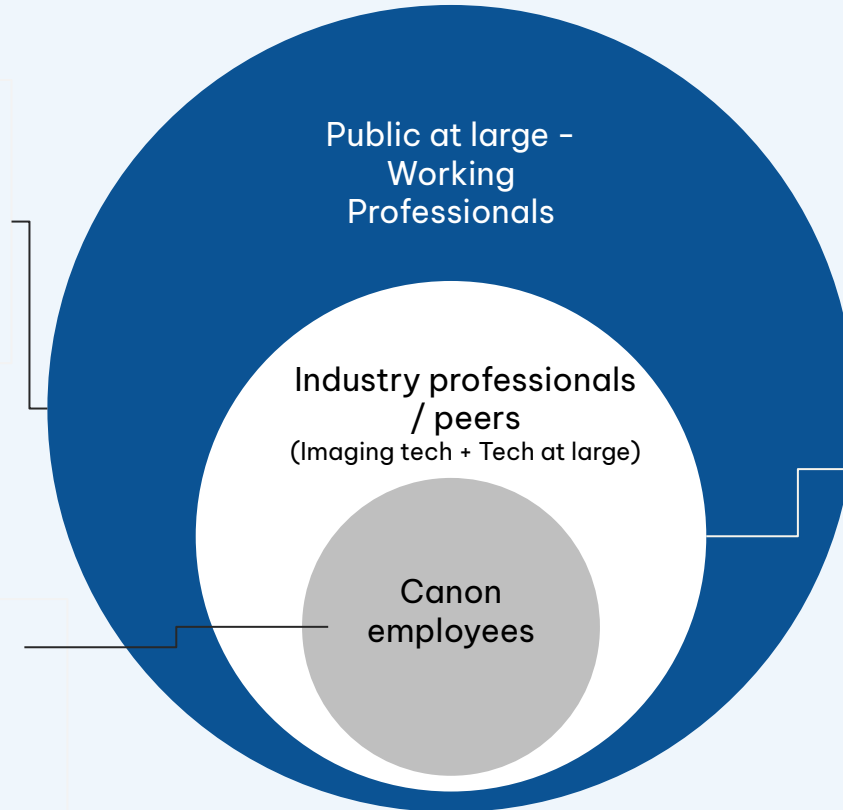 Public at large -
Working
Professionals
Industry professionals
/ peers
(Imaging tech + Tech at large)
Canon
employees